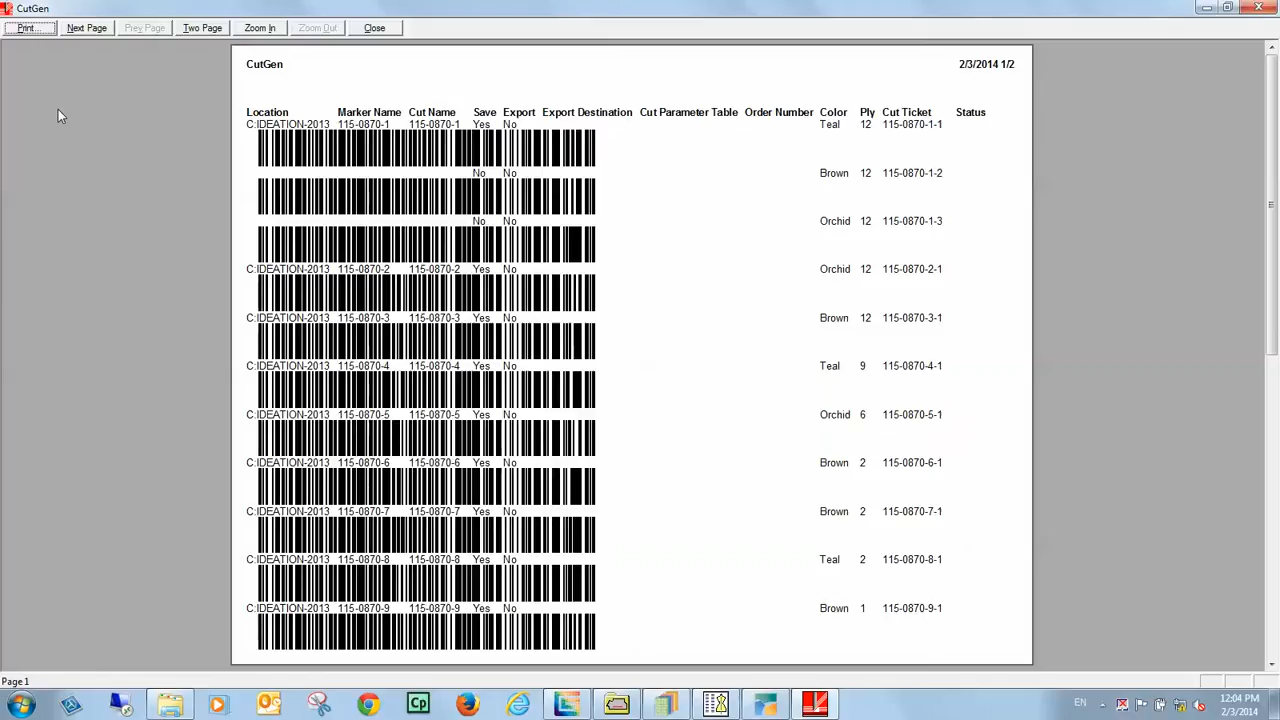 CutGen
Print... Next Page Prev Page Two Page Zoom In Zoom Out Close
CutGen 2/3/2014 1/2
Location Marker Name Cut Name Save Export Export Destination Cut Parameter Table Order Number Color Ply Cut Ticket Status
C:IDEATION-2013 115-0870-1 115-0870-1 Yes No Teal 12 115-0870-1-1
No No Brown 12 115-0870-1-2
No No Orchid 12 115-0870-1-3
C:IDEATION-2013 115-0870-2 115-0870-2 Yes No Orchid 12 115-0870-2-1
C:IDEATION-2013 115-0870-3 115-0870-3 Yes No Brown 12 115-0870-3-1
C:IDEATION-2013 115-0870-4 115-0870-4 Yes No Teal 9 115-0870-4-1
C:IDEATION-2013 115-0870-5 115-0870-5 Yes No Orchid 6 115-0870-5-1
C:IDEATION-2013 115-0870-6 115-0870-6 Yes No Brown 2 115-0870-6-1
C:IDEATION-2013 115-0870-7 115-0870-7 Yes No Brown 2 115-0870-7-1
C:IDEATION-2013 115-0870-8 115-0870-8 Yes No Teal 2 115-0870-8-1
C:IDEATION-2013 115-0870-9 115-0870-9 Yes No Brown 1 115-0870-9-1
Page 1
Cp EN 12:04 PM
2/3/2014